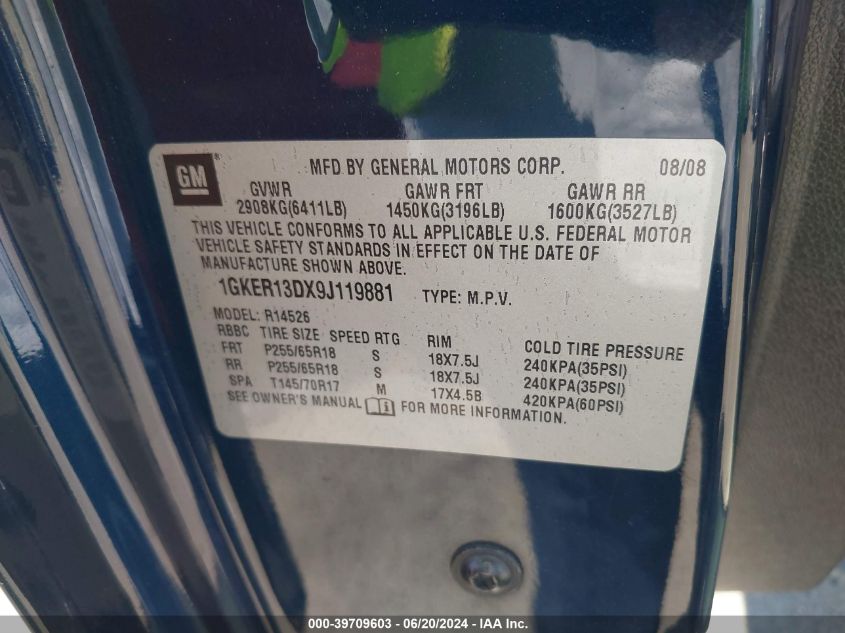 GM
MFD BY GENERAL MOTORS CORP. 08/08
GVWR GAWR FRT GAWR RR
2908KG(6411LB) 1450KG(3196LB) 1600KG(3527LB)
THIS VEHICLE CONFORMS TO ALL APPLICABLE U.S. FEDERAL MOTOR
VEHICLE SAFETY STANDARDS IN EFFECT ON THE DATE OF
MANUFACTURE SHOWN ABOVE.
1GKER13DX9J119881 TYPE: M.P.V.
MODEL: R14526
RBBC TIRE SIZE SPEED RTG RIM COLD TIRE PRESSURE
FRT P255/65R18 S 18X7.5J 240KPA(35PSI)
RR P255/65R18 S 18X7.5J 240KPA(35PSI)
SPA T145/70R17 M 17X4.5B 420KPA(60PSI)
SEE OWNER'S MANUAL FOR MORE INFORMATION.
000-39709603 - 06/20/2024 - IAA Inc.